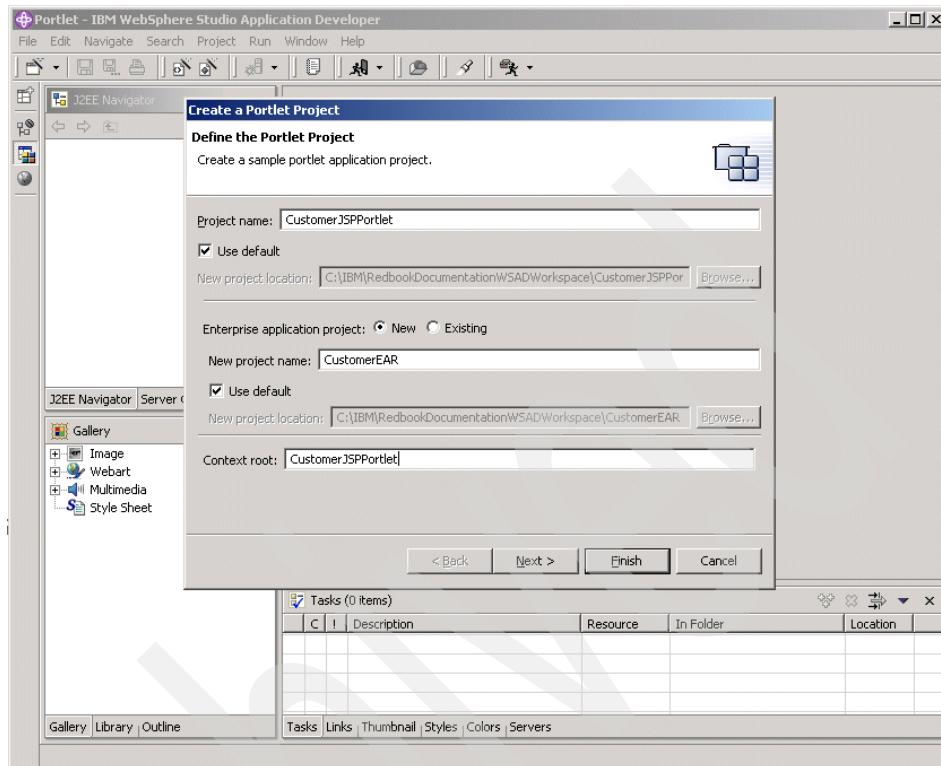 Portlet - IBM WebSphere Studio Application Developer
File Edit Navigate Search Project Run Window Help
J2EE Navigator
Create a Portlet Project
Define the Portlet Project
Create a sample portlet application project.
Project name: CustomerJSPPortlet
Use default
New project location: C:\IBM\RedbookDocumentationWSADWorkspace\CustomerJSPPor Browse...
Enterprise application project: New Existing
New project name: CustomerEAR
Use default
New project location: C:\IBM\RedbookDocumentationWSADWorkspace\CustomerEAR Browse...
Context root: CustomerJSPPortlet
< Back Next > Finish Cancel
J2EE Navigator Server
Gallery
Image
Webart
Multimedia
Style Sheet
Gallery Library Outline
Tasks (0 items)
C ! Description Resource In Folder Location
Tasks Links Thumbnail Styles Colors Servers